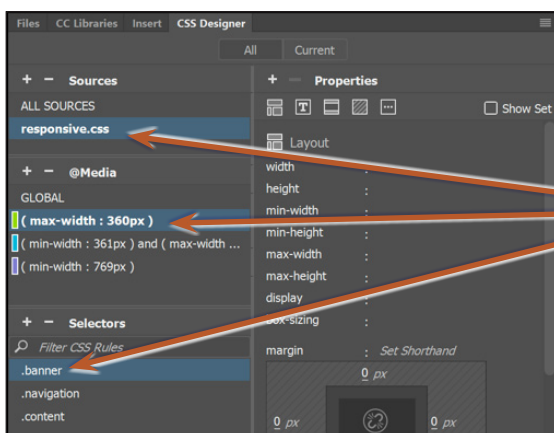 Files CC Libraries Insert CSS Designer
All Current
+ − Sources
ALL SOURCES
responsive.css
+ − @Media
GLOBAL
( max-width : 360px )
( min-width : 361px ) and ( max-width ...
( min-width : 769px )
+ − Selectors
Filter CSS Rules
.banner
.navigation
.content
+ − Properties
T Show Set
Layout
width :
height :
min-width :
min-height :
max-width :
max-height :
display :
box-sizing :
margin : Set Shorthand
0 px
0 px 0 px